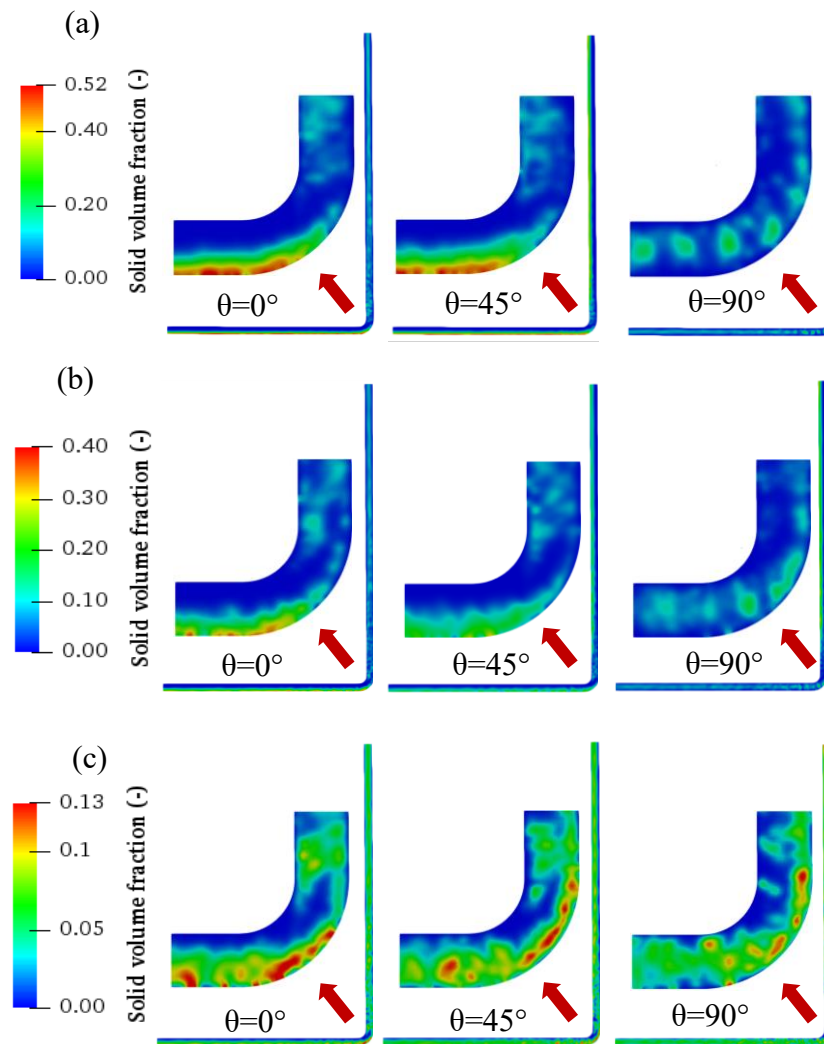 (a)
Solid volume fraction (-)
0.52
0.40
0.20
0.00
θ=0°
θ=45°
θ=90°
(b)
Solid volume fraction (-)
0.40
0.30
0.20
0.10
0.00
θ=0°
θ=45°
θ=90°
(c)
Solid volume fraction (-)
0.13
0.1
0.05
0.00
θ=0°
θ=45°
θ=90°